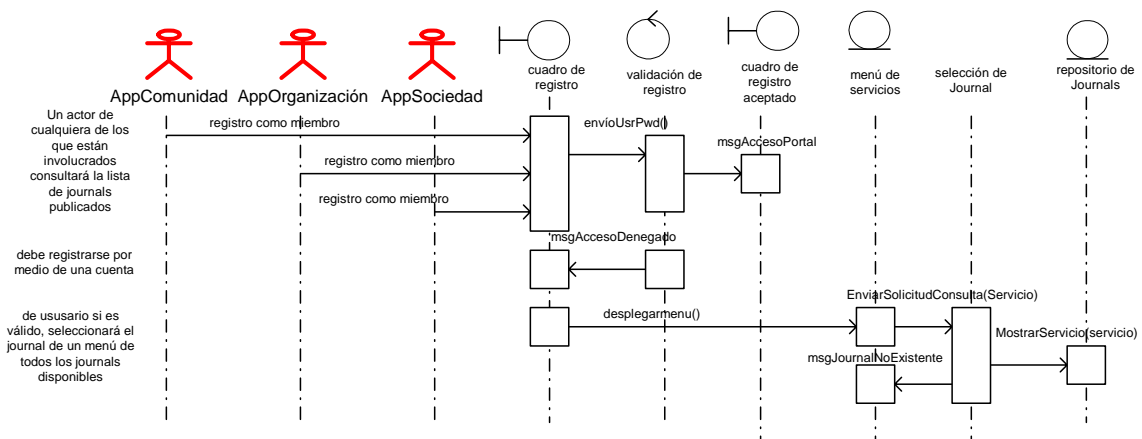 cuadro de
registro
validación de
registro
cuadro de
registro
aceptado
menú de
servicios
selección de
Journal
repositorio de
Journals
AppComunidad
AppOrganización
AppSociedad
Un actor de
cualquiera de los
que están
involucrados
consultará la lista
de journals
publicados
registro como miembro
registro como miembro
registro como miembro
envíoUsrPwd()
msgAccesoPortal
debe registrarse por
medio de una cuenta
msgAccesoDenegado
de ususario si es
válido, seleccionará el
journal de un menú de
todos los journals
disponibles
desplegarmenu()
EnviarSolicitudConsulta(Servicio)
MostrarServicio(servicio)
msgJournalNoExistente